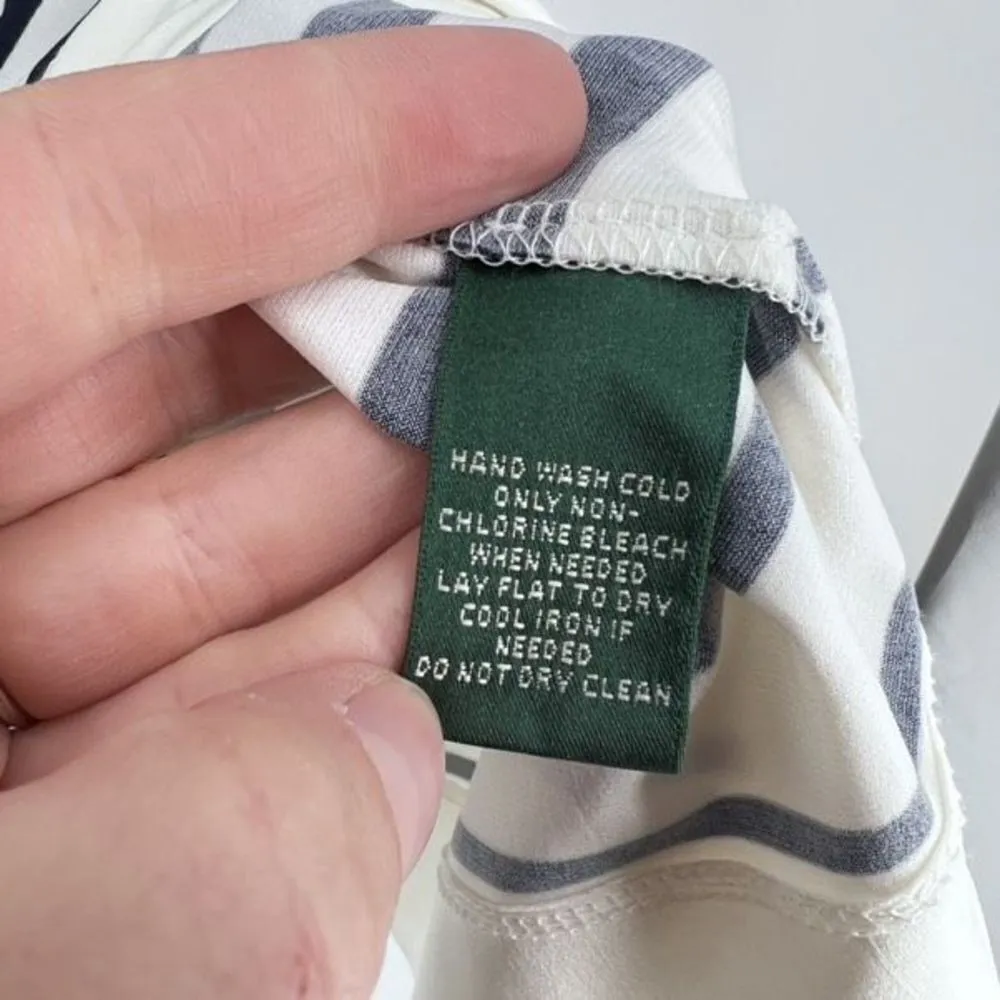 HAND WASH COLD
ONLY NON-
CHLORINE BLEACH
WHEN NEEDED
LAY FLAT TO DRY
COOL IRON IF
NEEDED
DO NOT DRY CLEAN